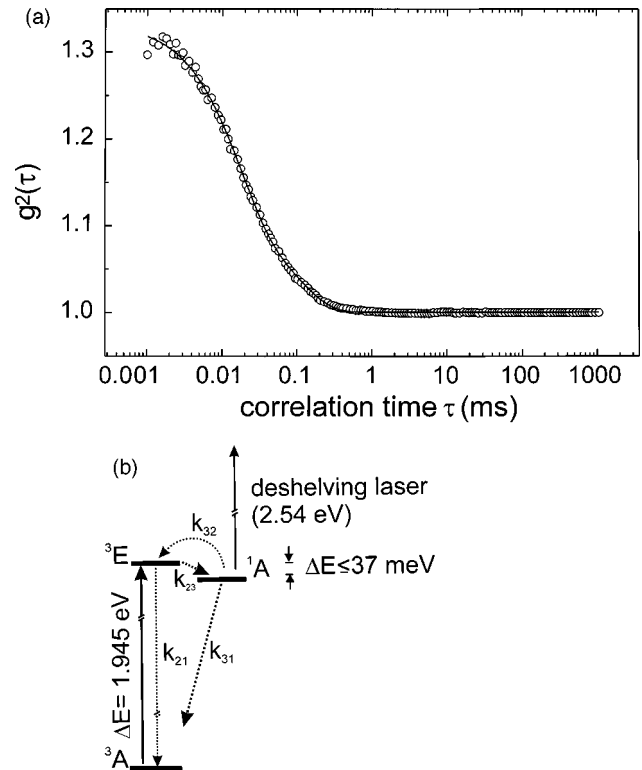 (a)
g²(τ)
1.3
1.2
1.1
1.0
0.001 0.01 0.1 1 10 100 1000
correlation time τ (ms)
(b)
deshelving laser
(2.54 eV)
k₃₂
³E
k₂₃
¹A
ΔE≤37 meV
ΔE= 1.945 eV
k₂₁
k₃₁
³A